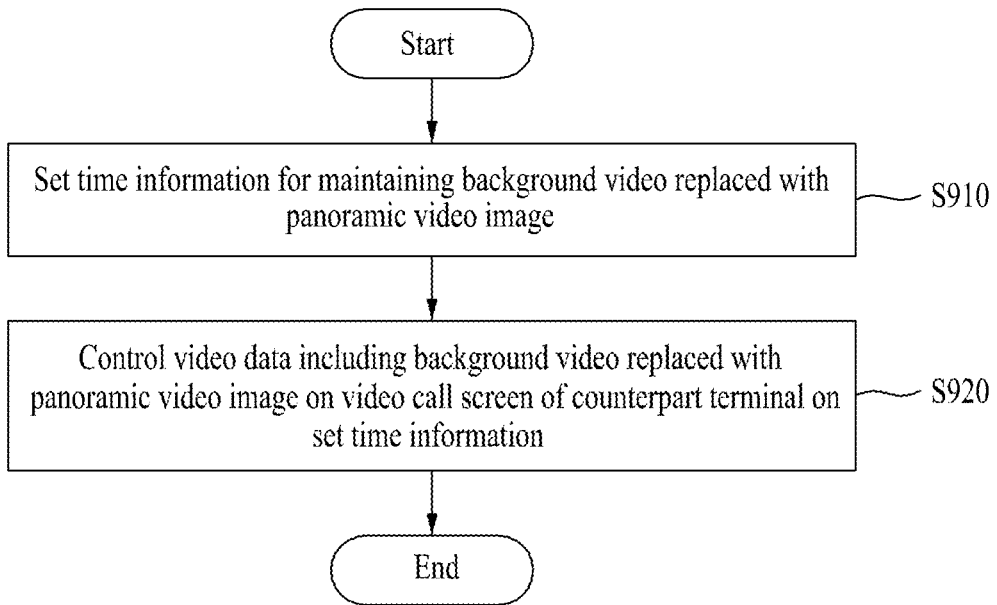 Start
Set time information for maintaining background video replaced with
panoramic video image
S910
Control video data including background video replaced with
panoramic video image on video call screen of counterpart terminal on
set time information
S920
End